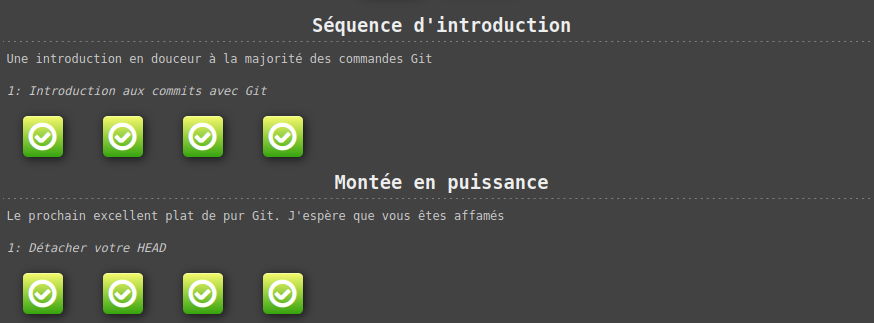 Séquence d'introduction
Une introduction en douceur à la majorité des commandes Git
1: Introduction aux commits avec Git
Montée en puissance
Le prochain excellent plat de pur Git. J'espère que vous êtes affamés
1: Détacher votre HEAD